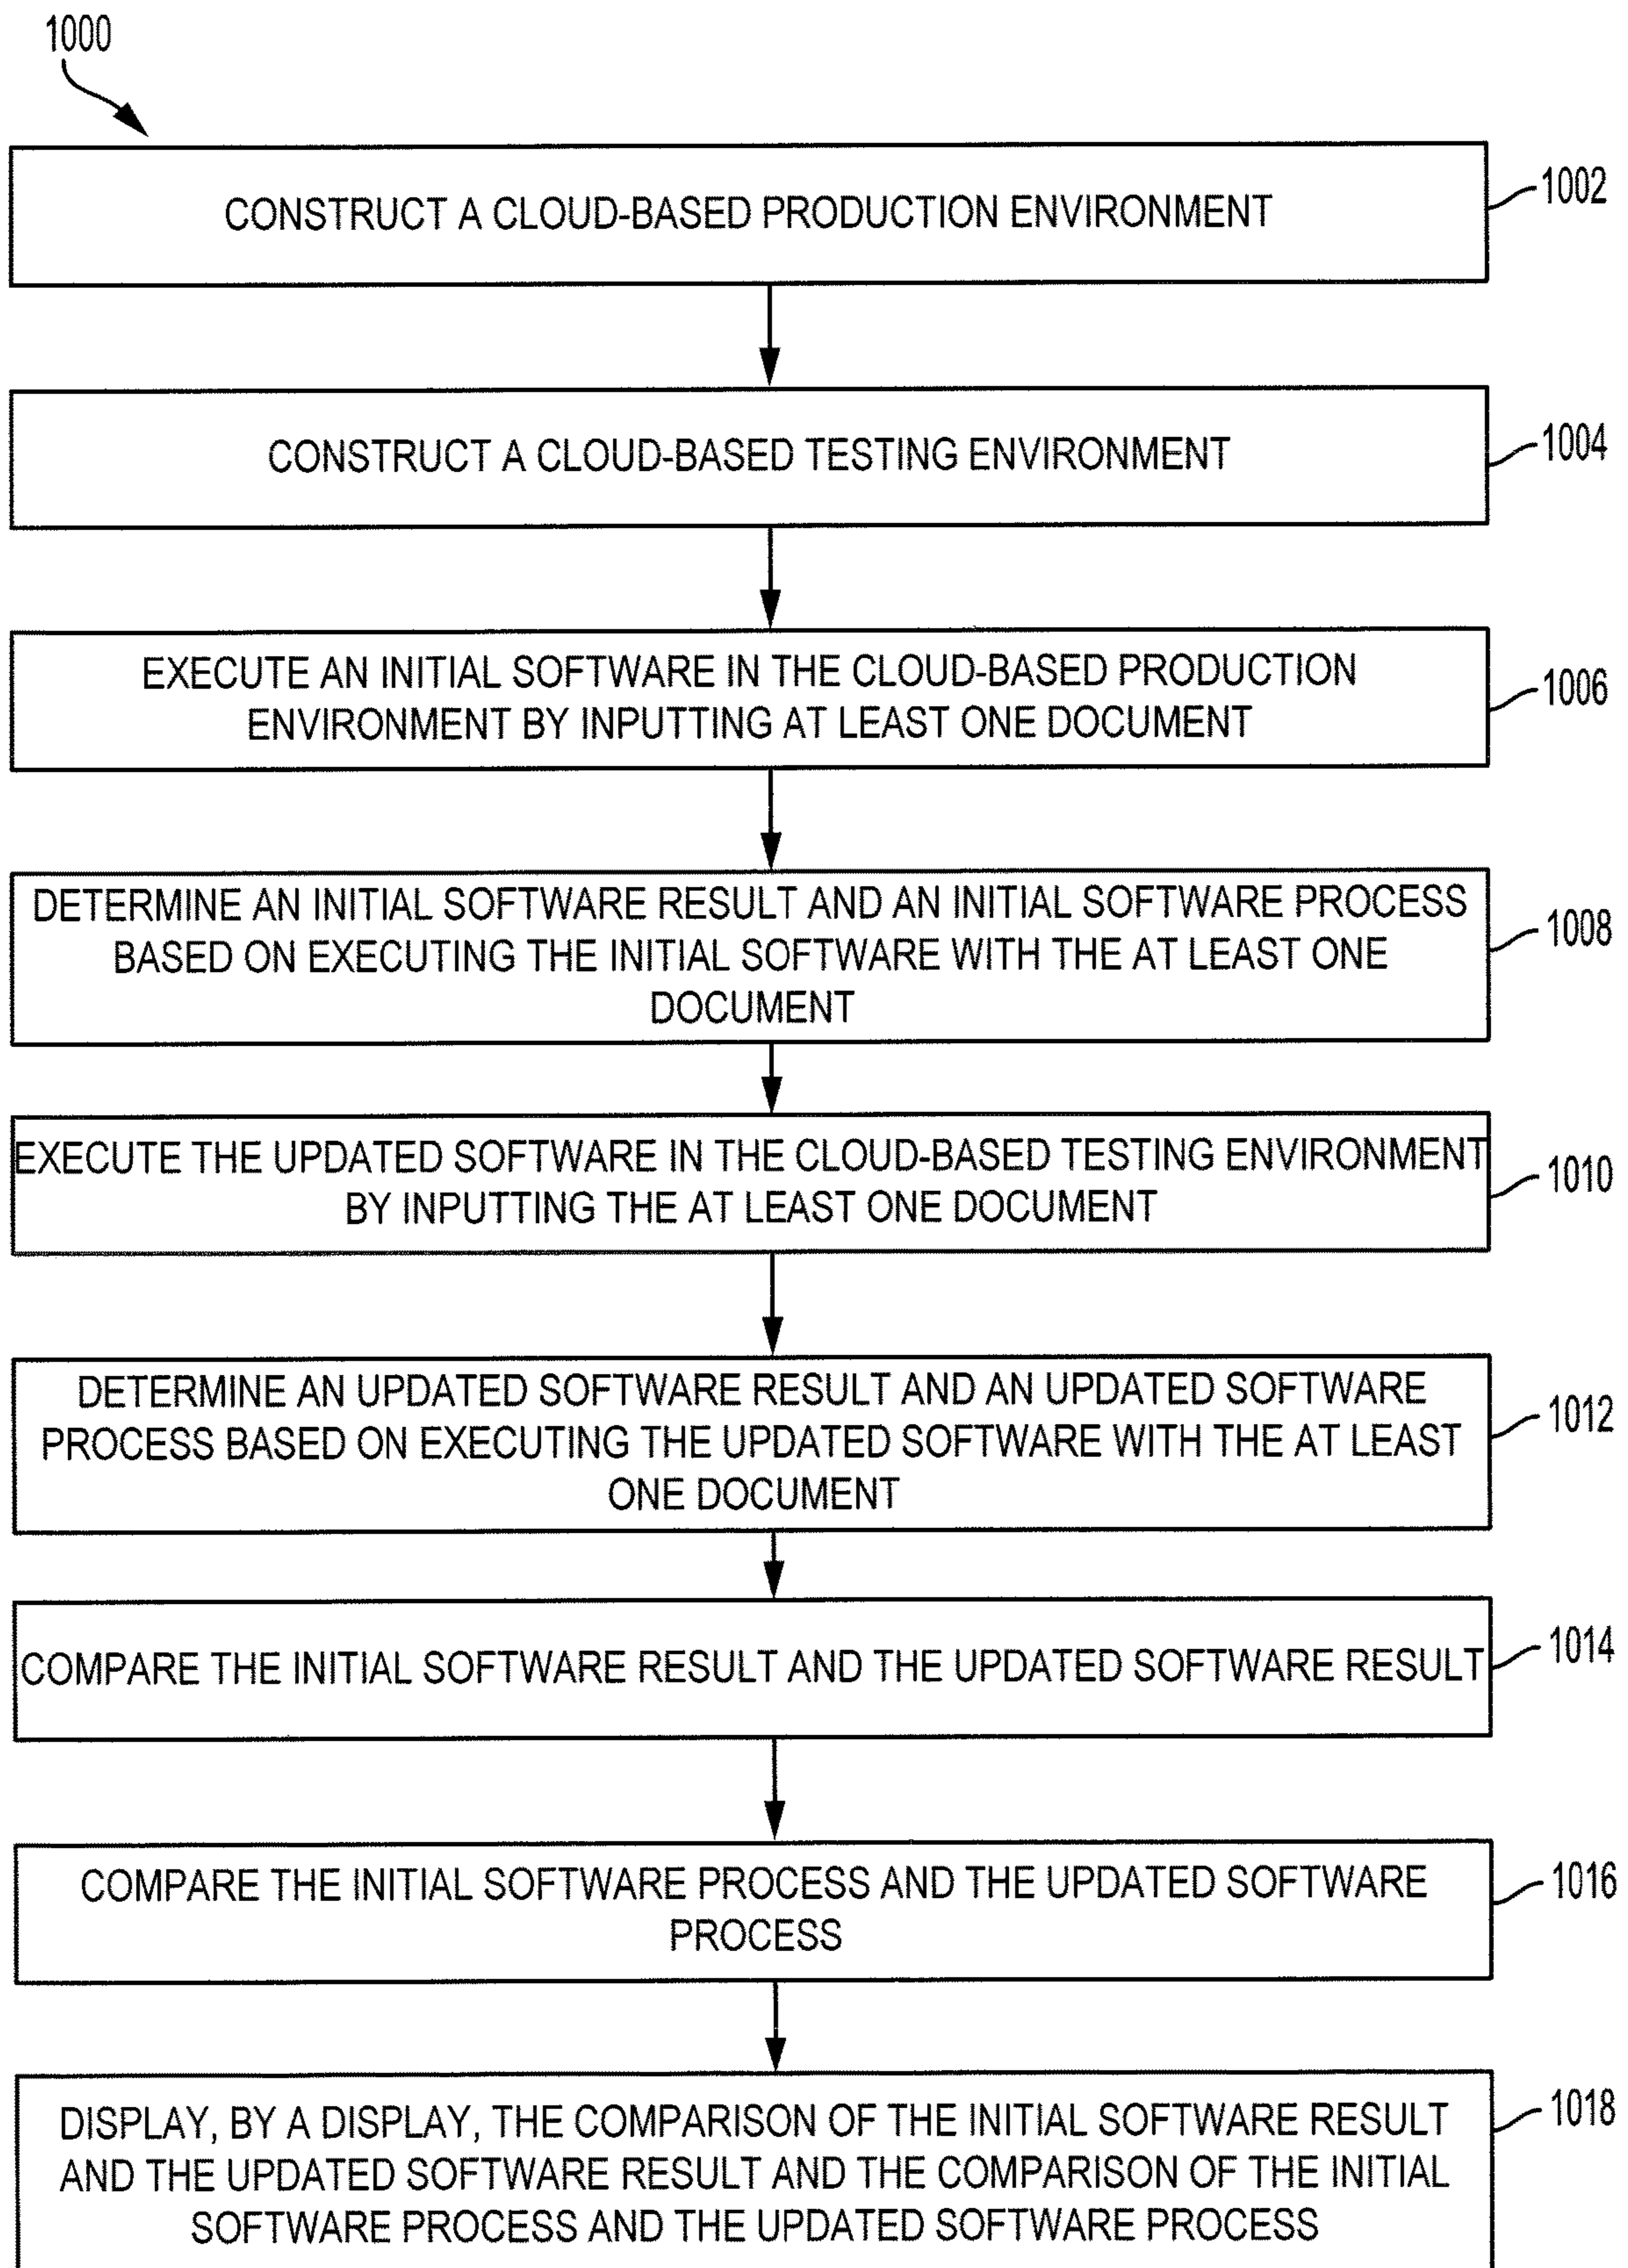 1000
CONSTRUCT A CLOUD-BASED PRODUCTION ENVIRONMENT
1002
CONSTRUCT A CLOUD-BASED TESTING ENVIRONMENT
1004
EXECUTE AN INITIAL SOFTWARE IN THE CLOUD-BASED PRODUCTION
ENVIRONMENT BY INPUTTING AT LEAST ONE DOCUMENT
1006
DETERMINE AN INITIAL SOFTWARE RESULT AND AN INITIAL SOFTWARE PROCESS
BASED ON EXECUTING THE INITIAL SOFTWARE WITH THE AT LEAST ONE
DOCUMENT
1008
EXECUTE THE UPDATED SOFTWARE IN THE CLOUD-BASED TESTING ENVIRONMENT
BY INPUTTING THE AT LEAST ONE DOCUMENT
1010
DETERMINE AN UPDATED SOFTWARE RESULT AND AN UPDATED SOFTWARE
PROCESS BASED ON EXECUTING THE UPDATED SOFTWARE WITH THE AT LEAST
ONE DOCUMENT
1012
COMPARE THE INITIAL SOFTWARE RESULT AND THE UPDATED SOFTWARE RESULT
1014
COMPARE THE INITIAL SOFTWARE PROCESS AND THE UPDATED SOFTWARE
PROCESS
1016
DISPLAY, BY A DISPLAY, THE COMPARISON OF THE INITIAL SOFTWARE RESULT
AND THE UPDATED SOFTWARE RESULT AND THE COMPARISON OF THE INITIAL
SOFTWARE PROCESS AND THE UPDATED SOFTWARE PROCESS
1018